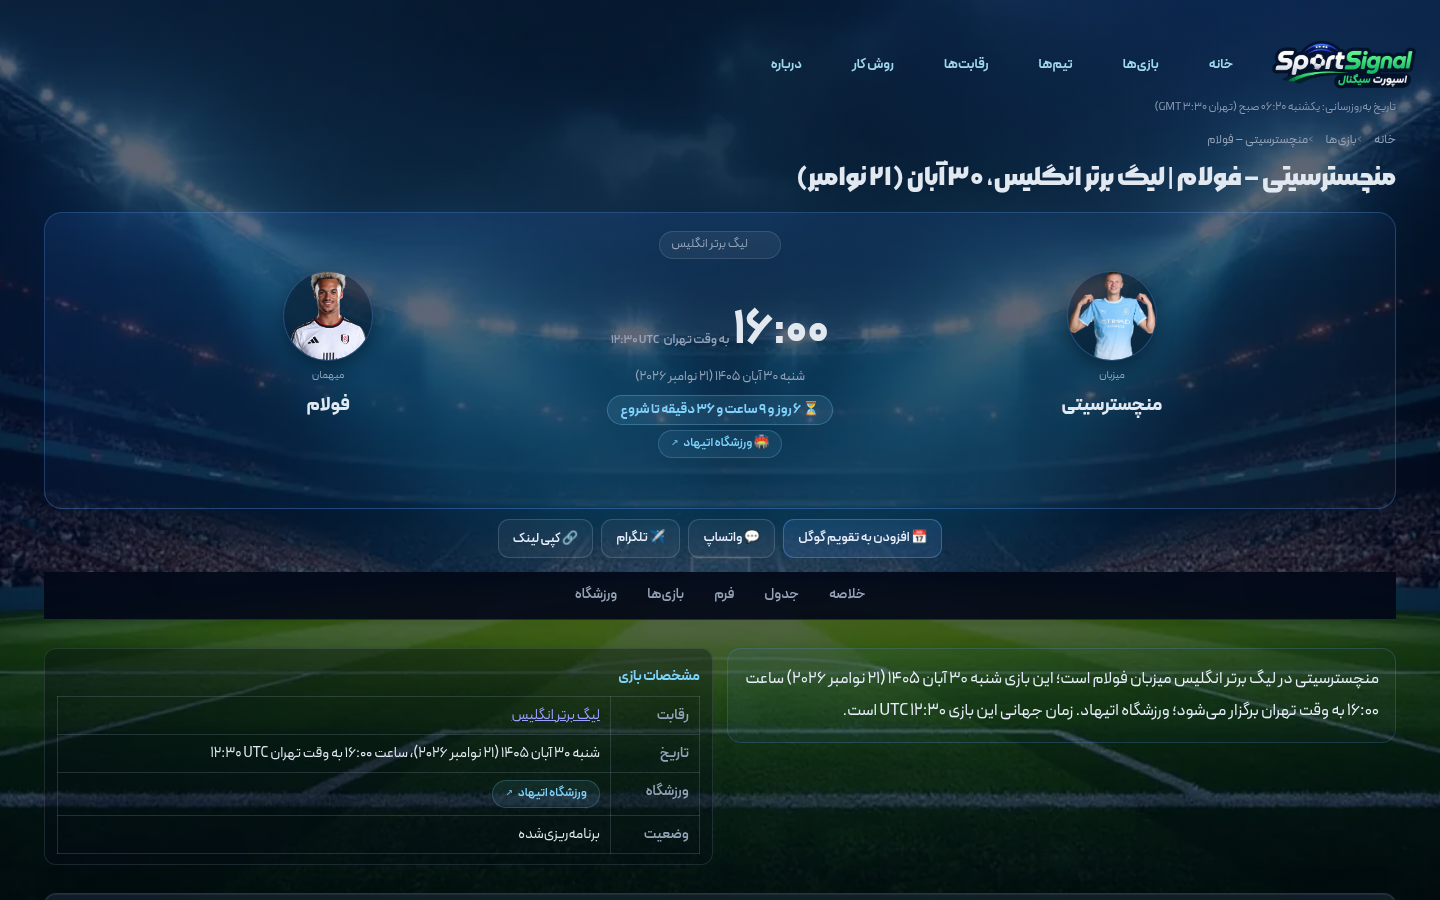 SportSignal
اسپورت سیگنال
خانه بازی‌ها تیم‌ها رقابت‌ها روش کار درباره
تاریخ به‌روزرسانی: یکشنبه ۰۶:۲۰ صبح (تهران GMT ۳:۳۰)
خانه › بازی‌ها › منچسترسیتی – فولام
منچسترسیتی – فولام | لیگ برتر انگلیس، ۳۰ آبان (۲۱ نوامبر)
لیگ برتر انگلیس
میزبان
منچسترسیتی
۱۶:۰۰ به وقت تهران ۱۲:۳۰ UTC
شنبه ۳۰ آبان ۱۴۰۵ (۲۱ نوامبر ۲۰۲۶)
⏳ ۶ روز و ۹ ساعت و ۳۶ دقیقه تا شروع
🏟️ ورزشگاه اتیهاد ↗
میهمان
فولام
📅 افزودن به تقویم گوگل
💬 واتساپ
✈️ تلگرام
🔗 کپی لینک
خلاصه جدول فرم بازی‌ها ورزشگاه
منچسترسیتی در لیگ برتر انگلیس میزبان فولام است؛ این بازی شنبه ۳۰ آبان ۱۴۰۵ (۲۱ نوامبر ۲۰۲۶) ساعت
۱۶:۰۰ به وقت تهران برگزار می‌شود؛ ورزشگاه اتیهاد. زمان جهانی این بازی ۱۲:۳۰ UTC است.
مشخصات بازی
رقابت لیگ برتر انگلیس
تاریخ شنبه ۳۰ آبان ۱۴۰۵ (۲۱ نوامبر ۲۰۲۶)، ساعت ۱۶:۰۰ به وقت تهران ۱۲:۳۰ UTC
ورزشگاه ورزشگاه اتیهاد ↗
وضعیت برنامه‌ریزی‌شده